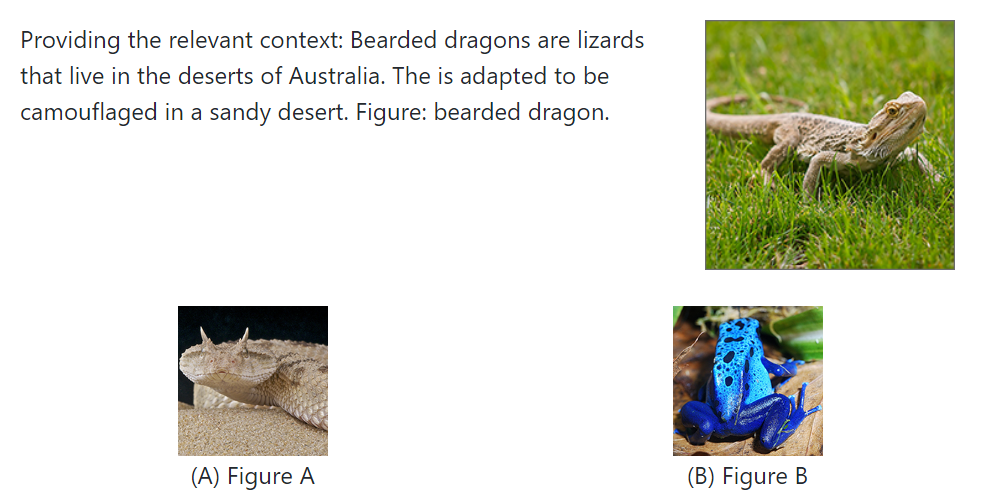 Providing the relevant context: Bearded dragons are lizards
that live in the deserts of Australia. The is adapted to be
camouflaged in a sandy desert. Figure: bearded dragon.
(A) Figure A
(B) Figure B